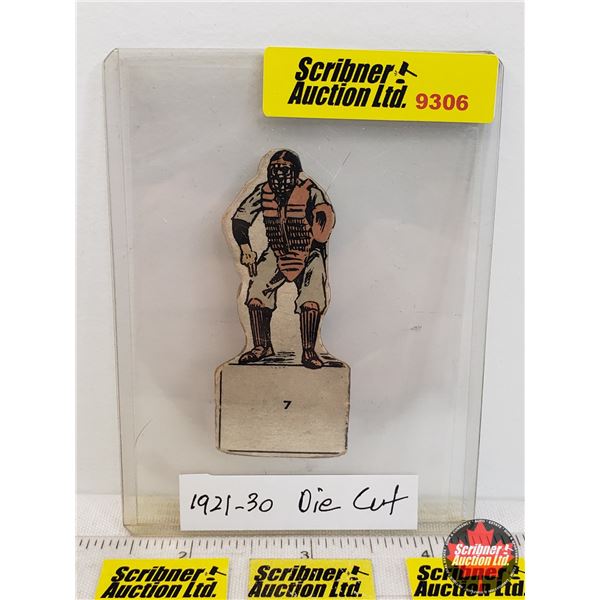 Scribner
Auction Ltd. 9306
7
1921-30 Die Cut
2 3 4
Scribner Scribner Scribner
Auction Ltd. Auction Ltd. Auction Ltd.
Scribner
Auction Ltd.